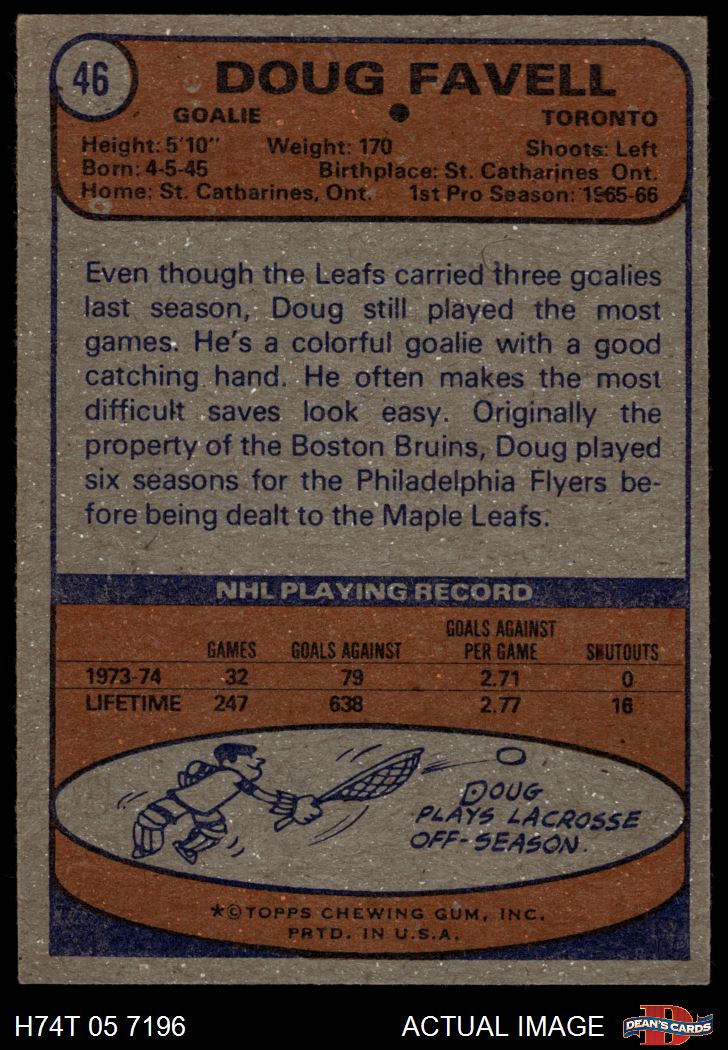 46
DOUG FAVELL
GOALIE TORONTO
Height: 5'10" Weight: 170 Shoots: Left
Born: 4-5-45 Birthplace: St. Catharines Ont.
Home: St. Catharines, Ont. 1st Pro Season: 1965-66
Even though the Leafs carried three goalies
last season, Doug still played the most
games. He's a colorful goalie with a good
catching hand. He often makes the most
difficult saves look easy. Originally the
property of the Boston Bruins, Doug played
six seasons for the Philadelphia Flyers be-
fore being dealt to the Maple Leafs.
NHL PLAYING RECORD
GAMES GOALS AGAINST GOALS AGAINST PER GAME SHUTOUTS
1973-74 32 79 2.71 0
LIFETIME 247 638 2.77 16
DOUG
PLAYS LACROSSE
OFF-SEASON.
*©TOPPS CHEWING GUM, INC.
PRTD. IN U.S.A.
H74T 05 7196 ACTUAL IMAGE
D
DEAN'S CARDS